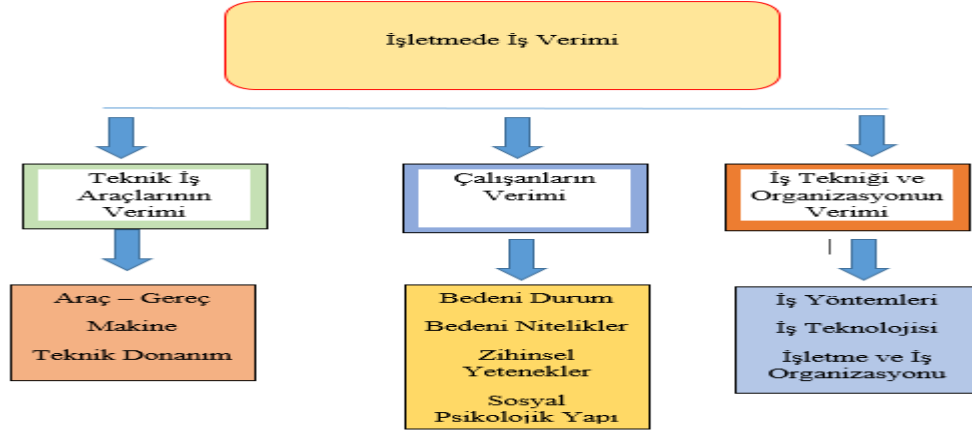 İşletmede İş Verimi
Teknik İş
Araçlarının
Verimi
Çalışanların
Verimi
İş Tekniği ve
Organizasyonun
Verimi
Araç – Gereç
Makine
Teknik Donanım
Bedeni Durum
Bedeni Nitelikler
Zihinsel
Yetenekler
Sosyal
Psikolojik Yapı
İş Yöntemleri
İş Teknolojisi
İşletme ve İş
Organizasyonu